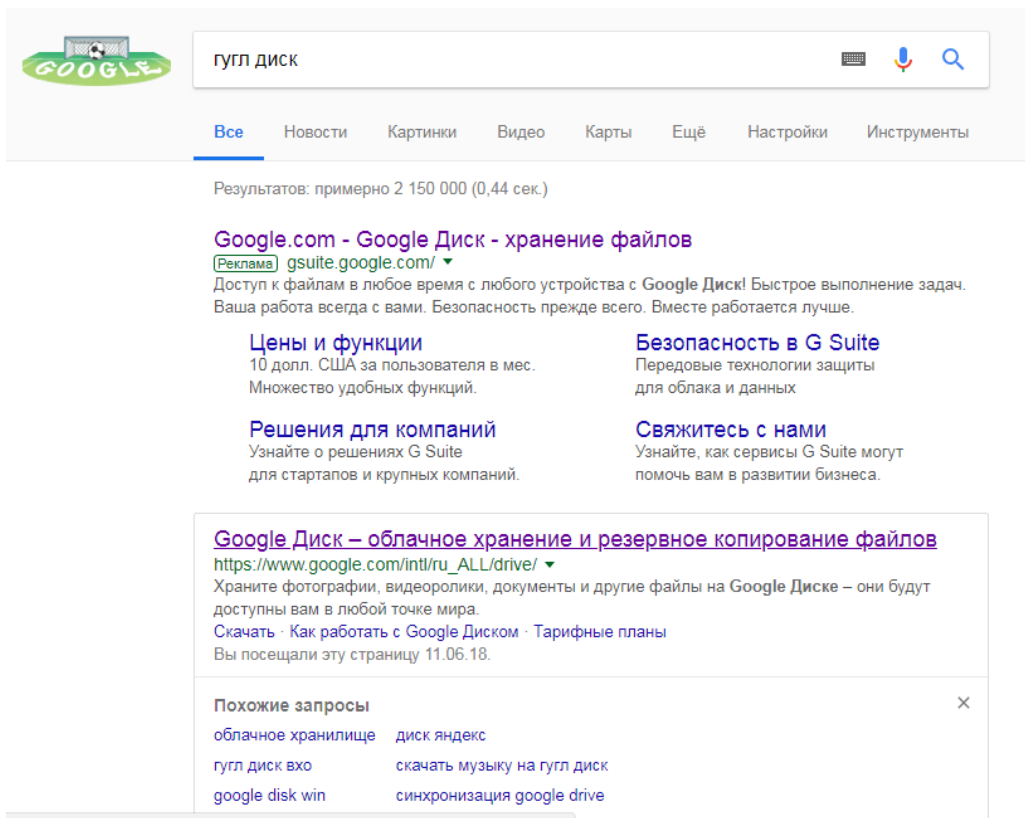 GOOGLE
гугл диск
Все Новости Картинки Видео Карты Ещё Настройки Инструменты
Результатов: примерно 2 150 000 (0,44 сек.)
Google.com - Google Диск - хранение файлов
Реклама gsuite.google.com/
Доступ к файлам в любое время с любого устройства с Google Диск! Быстрое выполнение задач.
Ваша работа всегда с вами. Безопасность прежде всего. Вместе работается лучше.
Цены и функции
10 долл. США за пользователя в мес.
Множество удобных функций.
Безопасность в G Suite
Передовые технологии защиты
для облака и данных
Решения для компаний
Узнайте о решениях G Suite
для стартапов и крупных компаний.
Свяжитесь с нами
Узнайте, как сервисы G Suite могут
помочь вам в развитии бизнеса.
Google Диск – облачное хранение и резервное копирование файлов
https://www.google.com/intl/ru_ALL/drive/
Храните фотографии, видеоролики, документы и другие файлы на Google Диске – они будут
доступны вам в любой точке мира.
Скачать · Как работать с Google Диском · Тарифные планы
Вы посещали эту страницу 11.06.18.
Похожие запросы
облачное хранилище диск яндекс
гугл диск вхо скачать музыку на гугл диск
google disk win синхронизация google drive